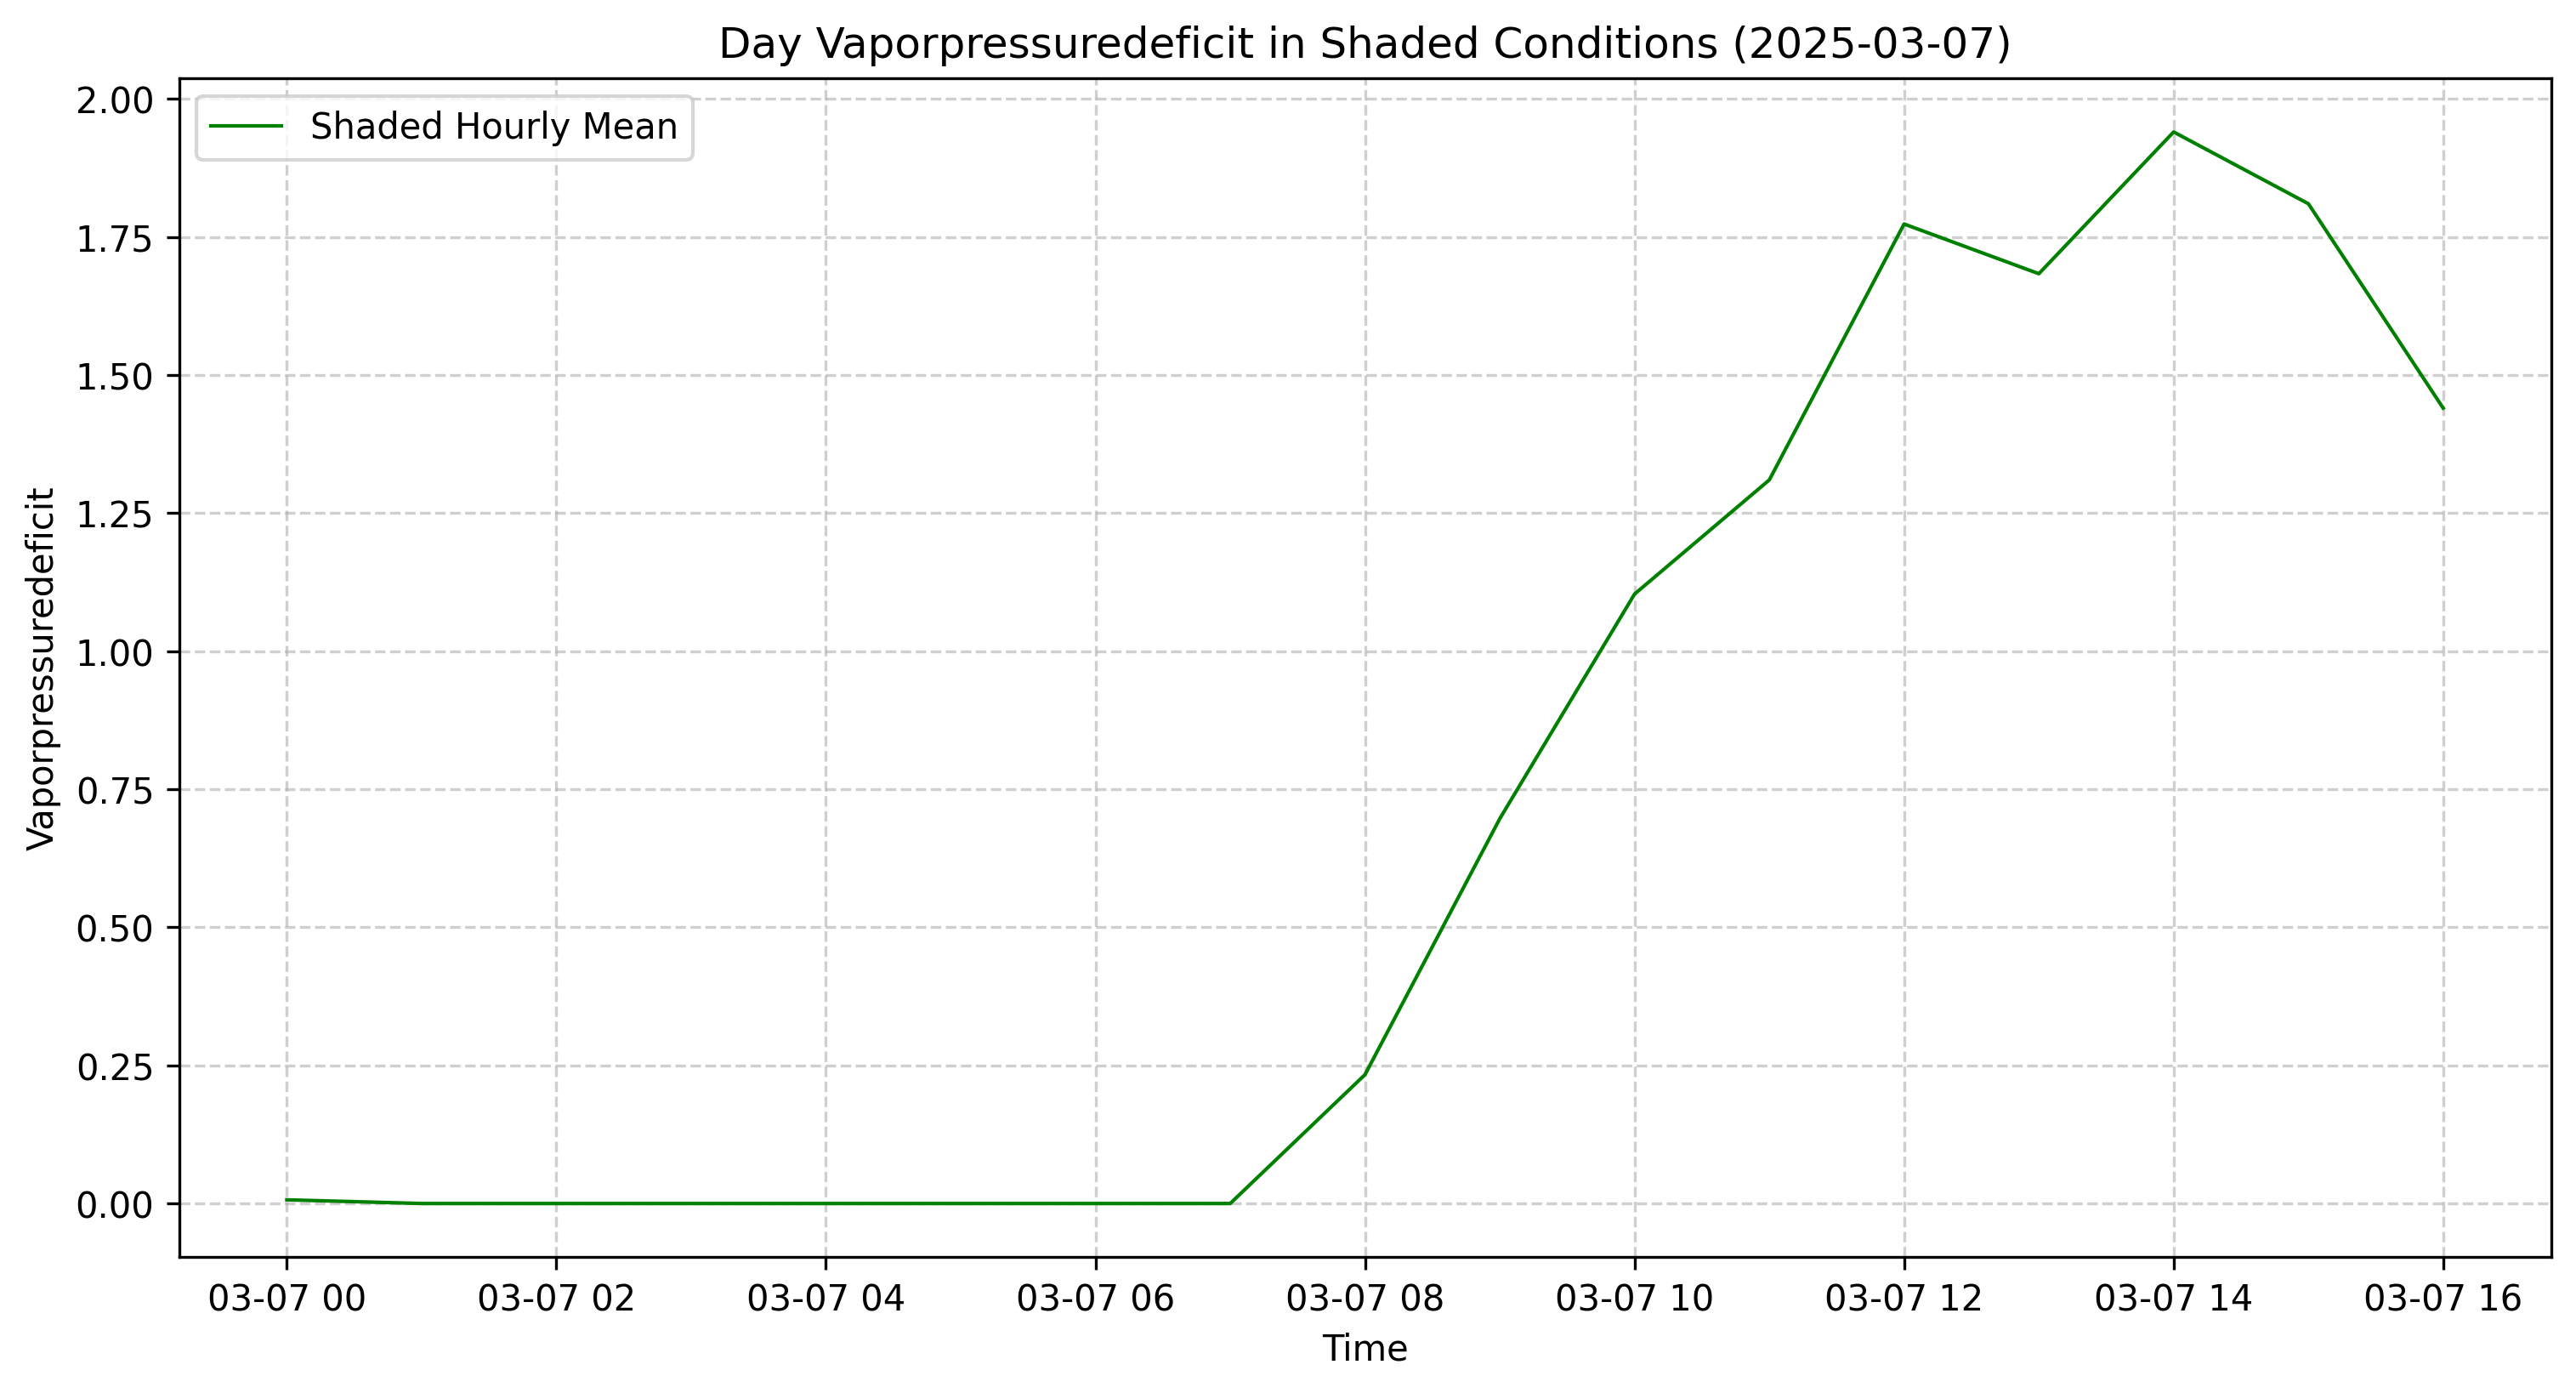 Day Vaporpressuredeficit in Shaded Conditions (2025-03-07)
Shaded Hourly Mean
Vaporpressuredeficit
2.00
1.75
1.50
1.25
1.00
0.75
0.50
0.25
0.00
03-07 00 03-07 02 03-07 04 03-07 06 03-07 08 03-07 10 03-07 12 03-07 14 03-07 16
Time